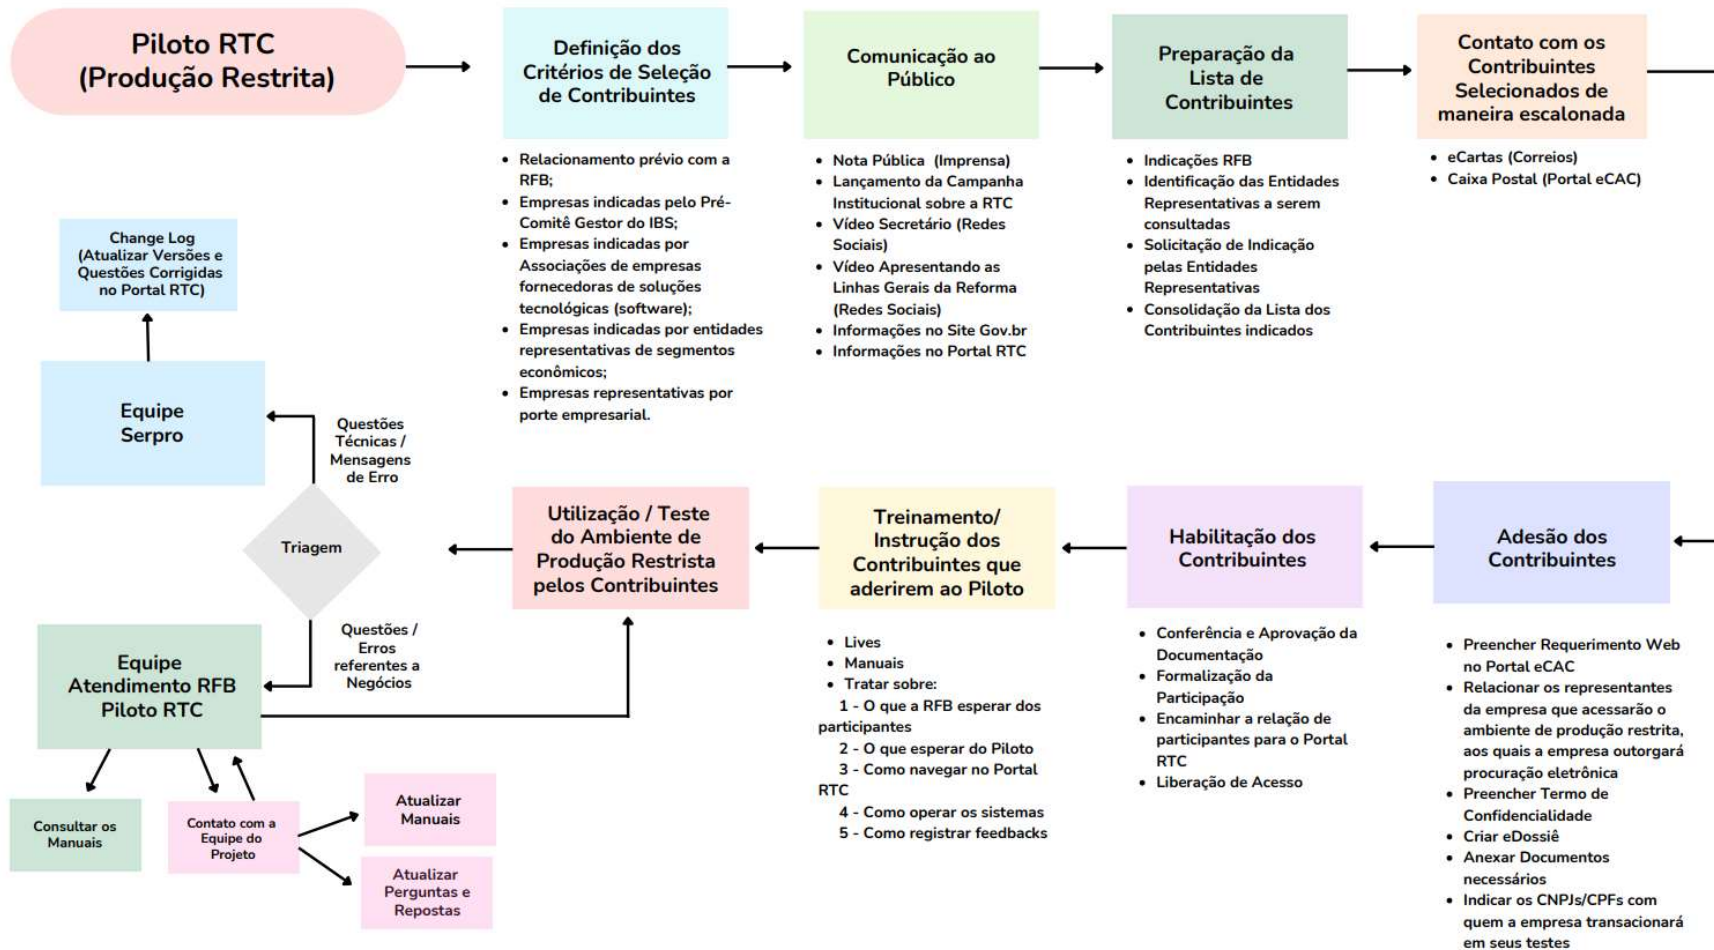 Piloto RTC
(Produção Restrita)
Definição dos
Critérios de Seleção
de Contribuintes
• Relacionamento prévio com a
RFB;
• Empresas indicadas pelo Pré-
Comitê Gestor do IBS;
• Empresas indicadas por
Associações de empresas
fornecedoras de soluções
tecnológicas (software);
• Empresas indicadas por entidades
representativas de segmentos
econômicos;
• Empresas representativas por
porte empresarial.
Comunicação ao
Público
• Nota Pública (Imprensa)
• Lançamento da Campanha
Institucional sobre a RTC
• Vídeo Secretário (Redes
Sociais)
• Vídeo Apresentando as
Linhas Gerais da Reforma
(Redes Sociais)
• Informações no Site Gov.br
• Informações no Portal RTC
Preparação da
Lista de
Contribuintes
• Indicações RFB
• Identificação das Entidades
Representativas a serem
consultadas
• Solicitação de Indicação
pelas Entidades
Representativas
• Consolidação da Lista dos
Contribuintes indicados
Contato com os
Contribuintes
Selecionados de
maneira escalonada
• eCartas (Correios)
• Caixa Postal (Portal eCAC)
Adesão dos
Contribuintes
• Preencher Requerimento Web
no Portal eCAC
• Relacionar os representantes
da empresa que acessarão o
ambiente de produção restrita,
aos quais a empresa outorgará
procuração eletrônica
• Preencher Termo de
Confidencialidade
• Criar eDossiê
• Anexar Documentos
necessários
• Indicar os CNPJs/CPFs com
quem a empresa transacionará
em seus testes
Habilitação dos
Contribuintes
• Conferência e Aprovação da
Documentação
• Formalização da
Participação
• Encaminhar a relação de
participantes para o Portal
RTC
• Liberação de Acesso
Treinamento/
Instrução dos
Contribuintes que
aderirem ao Piloto
• Lives
• Manuais
• Tratar sobre:
1 - O que a RFB esperar dos
participantes
2 - O que esperar do Piloto
3 - Como navegar no Portal
RTC
4 - Como operar os sistemas
5 - Como registrar feedbacks
Utilização / Teste
do Ambiente de
Produção Restrista
pelos Contribuintes
Triagem
Questões
Técnicas /
Mensagens
de Erro
Equipe
Serpro
Change Log
(Atualizar Versões e
Questões Corrigidas
no Portal RTC)
Questões /
Erros
referentes a
Negócios
Equipe
Atendimento RFB
Piloto RTC
Consultar os
Manuais
Contato com a
Equipe do
Projeto
Atualizar
Manuais
Atualizar
Perguntas e
Repostas